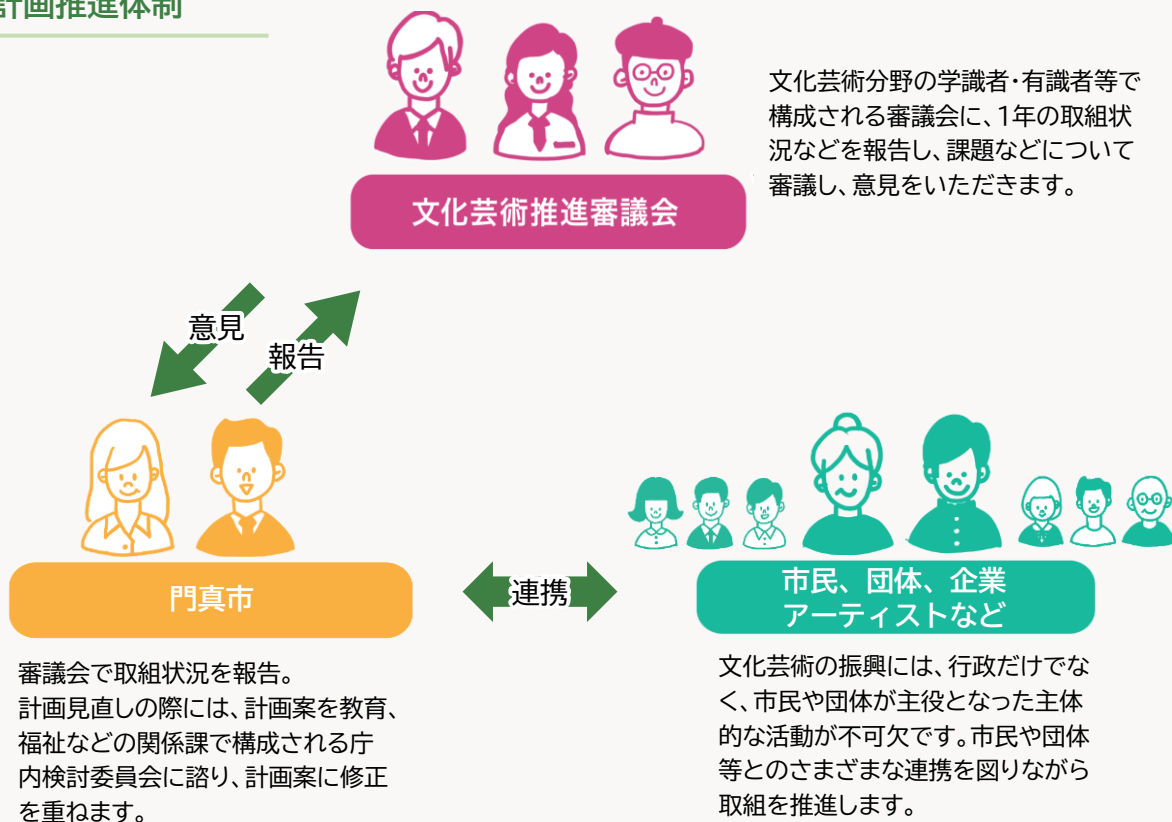 計画推進体制
文化芸術分野の学識者・有識者等で
構成される審議会に、1年の取組状
況などを報告し、課題などについて
審議し、意見をいただきます。
文化芸術推進審議会
意見
報告
門真市
連携
市民、団体、企業
アーティストなど
審議会で取組状況を報告。
計画見直しの際には、計画案を教育、
福祉などの関係課で構成される庁
内検討委員会に諮り、計画案に修正
を重ねます。
文化芸術の振興には、行政だけでな
く、市民や団体が主役となった主体
的な活動が不可欠です。市民や団体
等とのさまざまな連携を図りながら
取組を推進します。